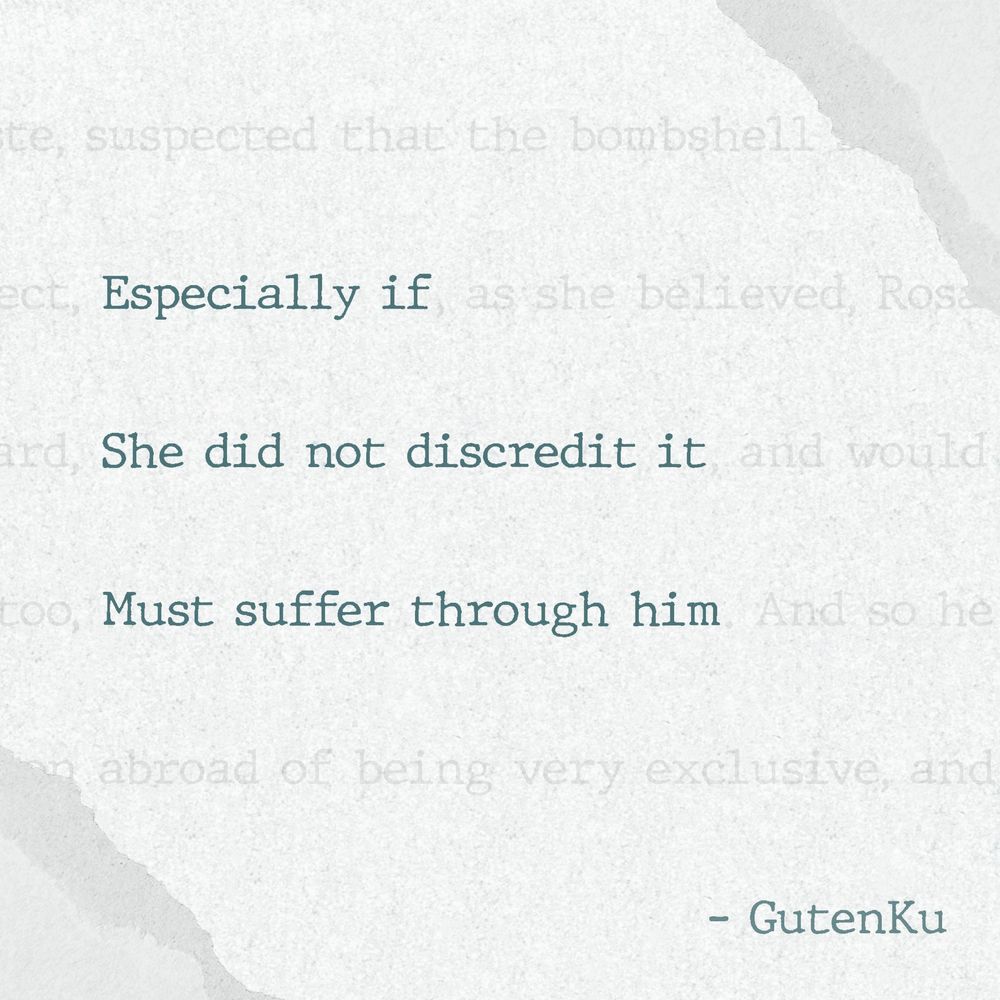 suspected that the bombshell
Especially if, as she believed, Rosa
She did not discredit it, and would
too, Must suffer through him. And so he
abroad of being very exclusive, and
- GutenKu